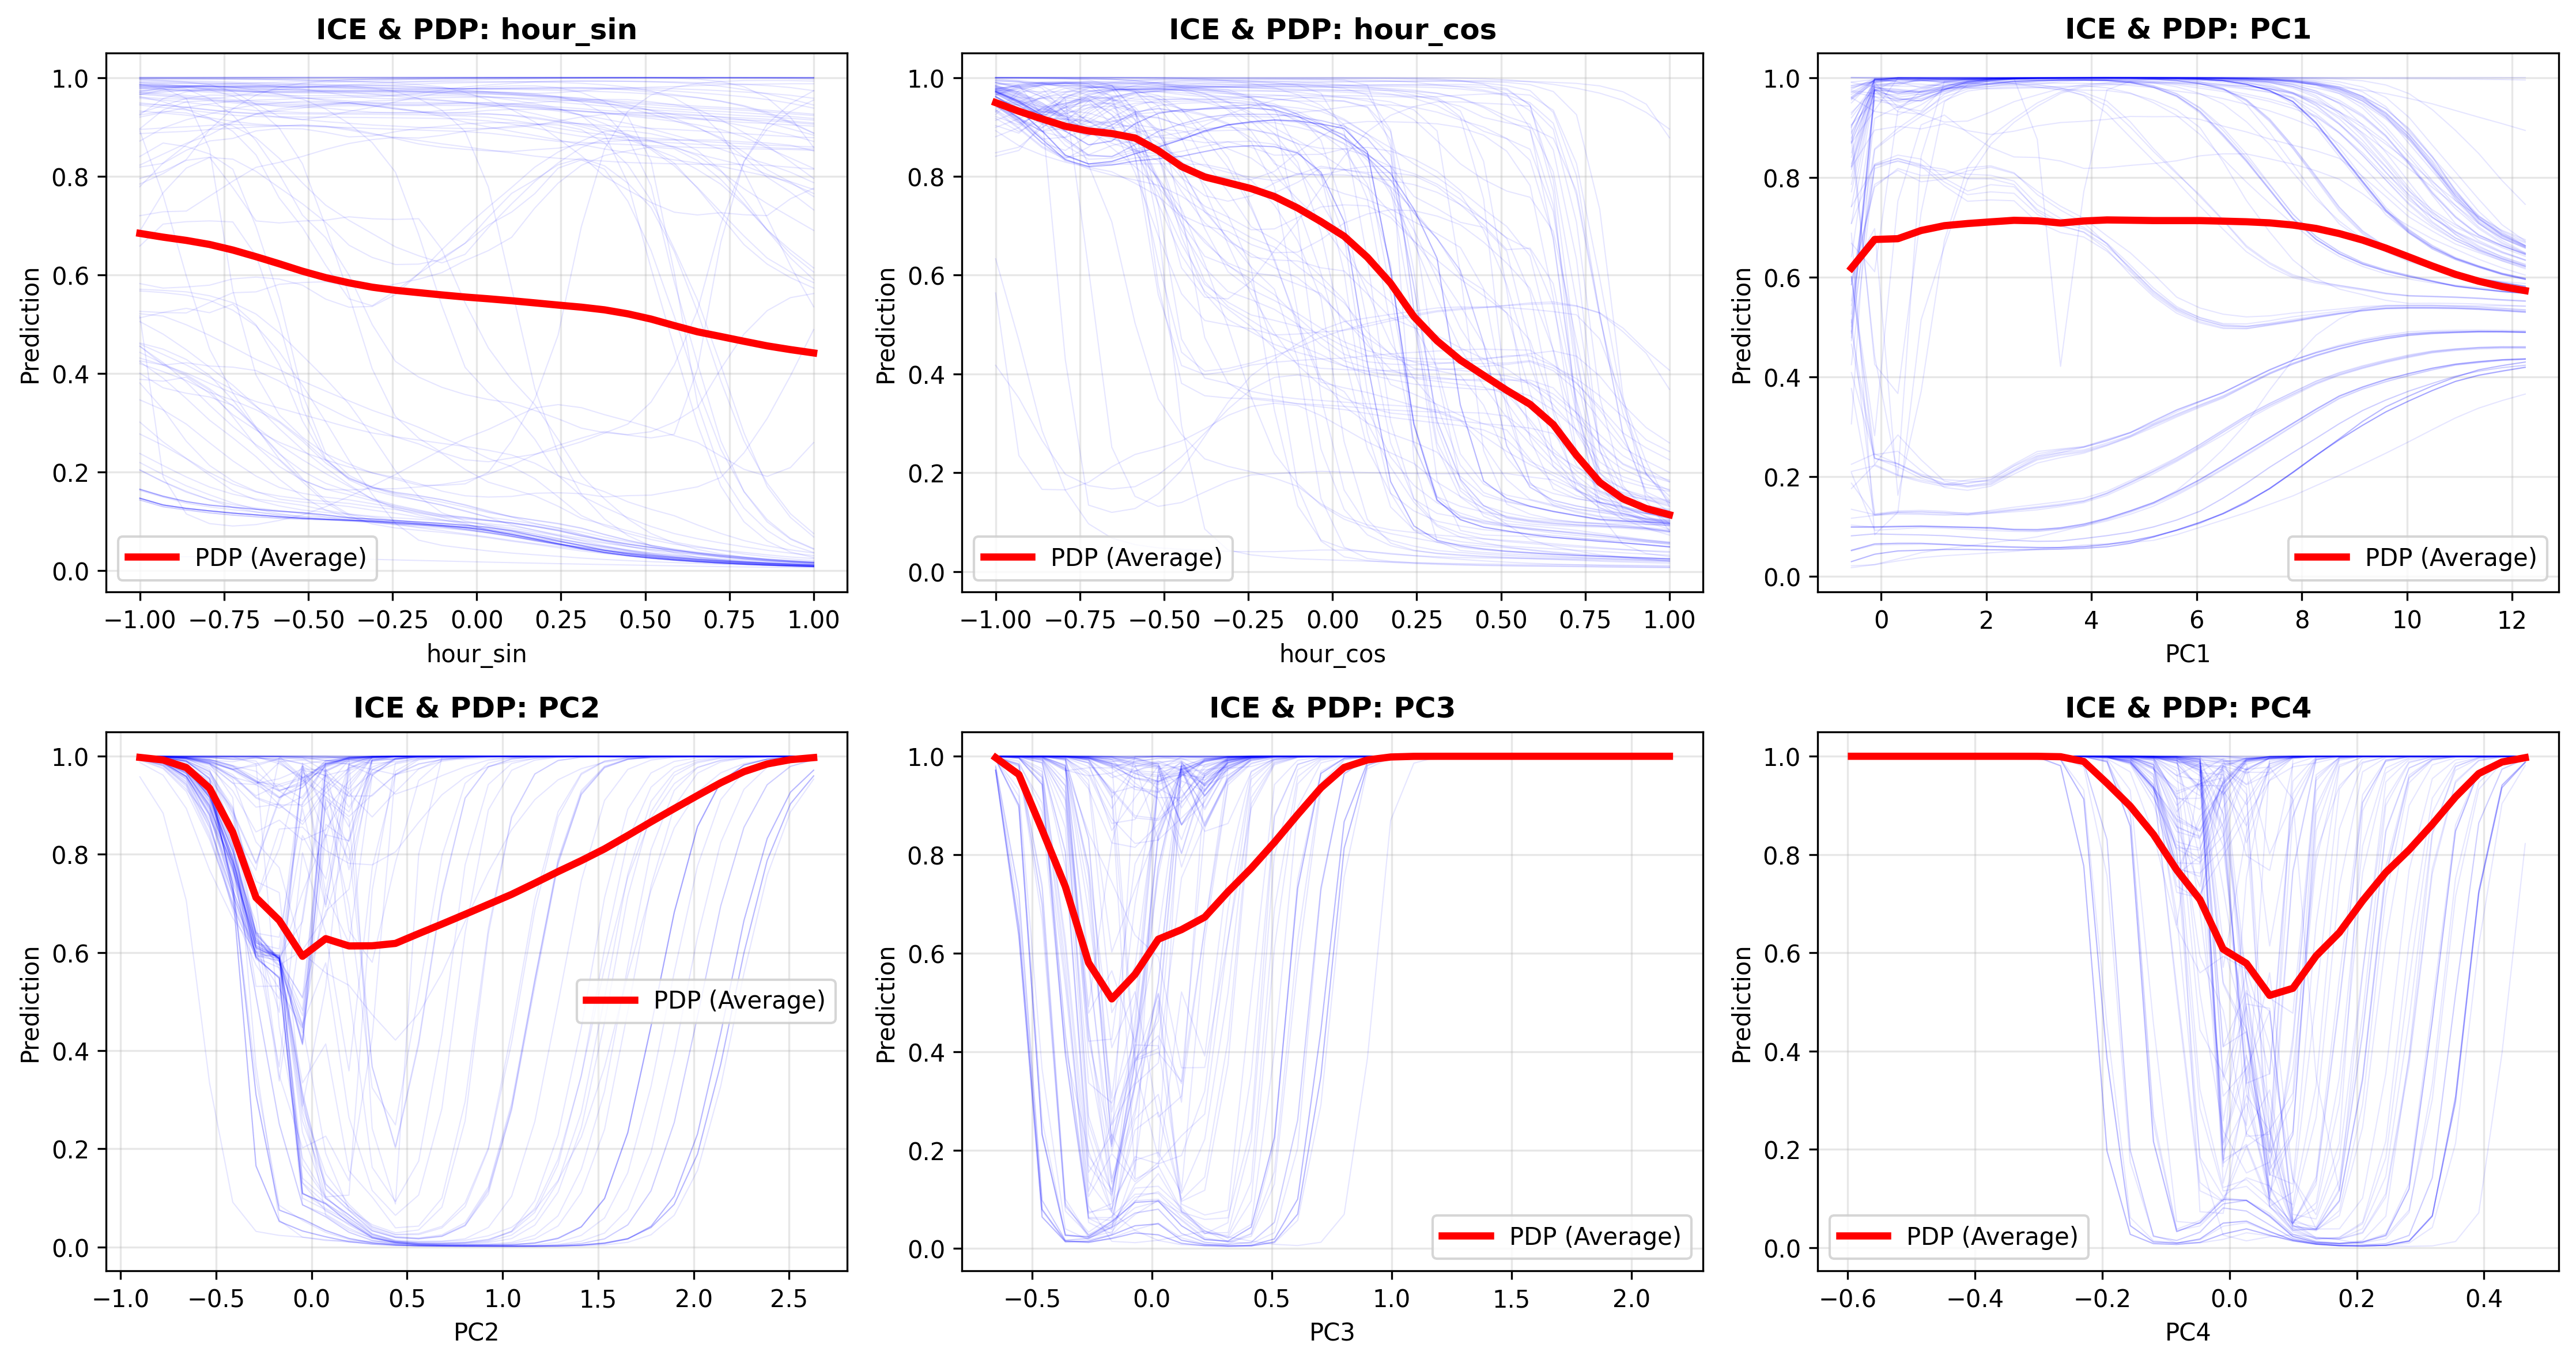 ICE & PDP: hour_sin
Prediction
1.0
0.8
0.6
0.4
0.2
0.0
PDP (Average)
−1.00 −0.75 −0.50 −0.25 0.00 0.25 0.50 0.75 1.00
hour_sin
ICE & PDP: hour_cos
Prediction
1.0
0.8
0.6
0.4
0.2
0.0
PDP (Average)
−1.00 −0.75 −0.50 −0.25 0.00 0.25 0.50 0.75 1.00
hour_cos
ICE & PDP: PC1
Prediction
1.0
0.8
0.6
0.4
0.2
0.0
PDP (Average)
0 2 4 6 8 10 12
PC1
ICE & PDP: PC2
Prediction
1.0
0.8
0.6
0.4
0.2
0.0
PDP (Average)
−1.0 −0.5 0.0 0.5 1.0 1.5 2.0 2.5
PC2
ICE & PDP: PC3
Prediction
1.0
0.8
0.6
0.4
0.2
0.0
PDP (Average)
−0.5 0.0 0.5 1.0 1.5 2.0
PC3
ICE & PDP: PC4
Prediction
1.0
0.8
0.6
0.4
0.2
0.0
PDP (Average)
−0.6 −0.4 −0.2 0.0 0.2 0.4
PC4